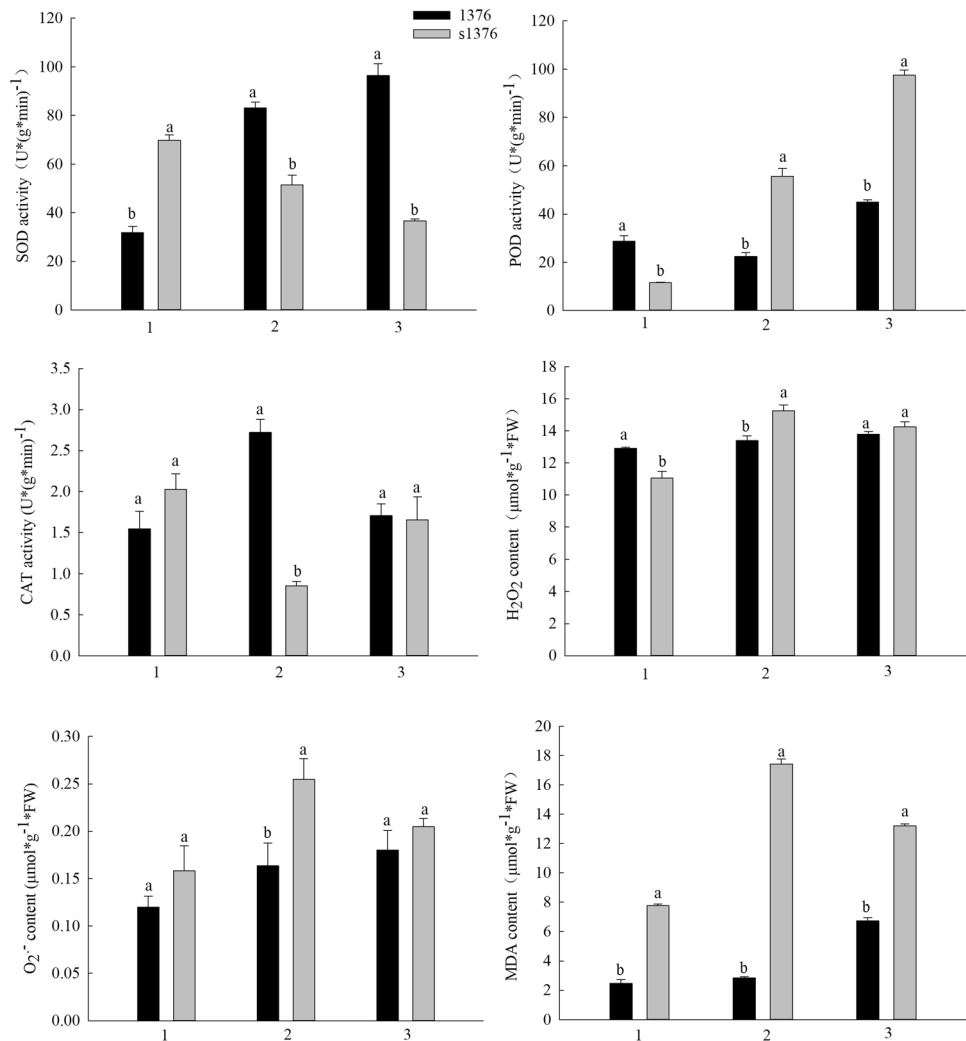 1376
s1376
SOD activity（U*(g*min)-1)
120
100
80
60
40
20
0
b
a
a
b
a
b
1
2
3
POD activity（U*(g*min)-1)
120
100
80
60
40
20
0
a
b
b
a
b
a
1
2
3
CAT activity (U*(g*min)-1)
3.5
3.0
2.5
2.0
1.5
1.0
0.5
0.0
a
a
a
b
a
a
1
2
3
H2O2 content（μmol*g-1*FW)
18
16
14
12
10
8
6
4
2
0
a
b
b
a
a
a
1
2
3
O2·- content (μmol*g-1*FW)
0.30
0.25
0.20
0.15
0.10
0.05
0.00
a
a
b
a
a
a
1
2
3
MDA content（μmol*g-1*FW）
20
18
16
14
12
10
8
6
4
2
0
b
a
b
a
b
a
1
2
3